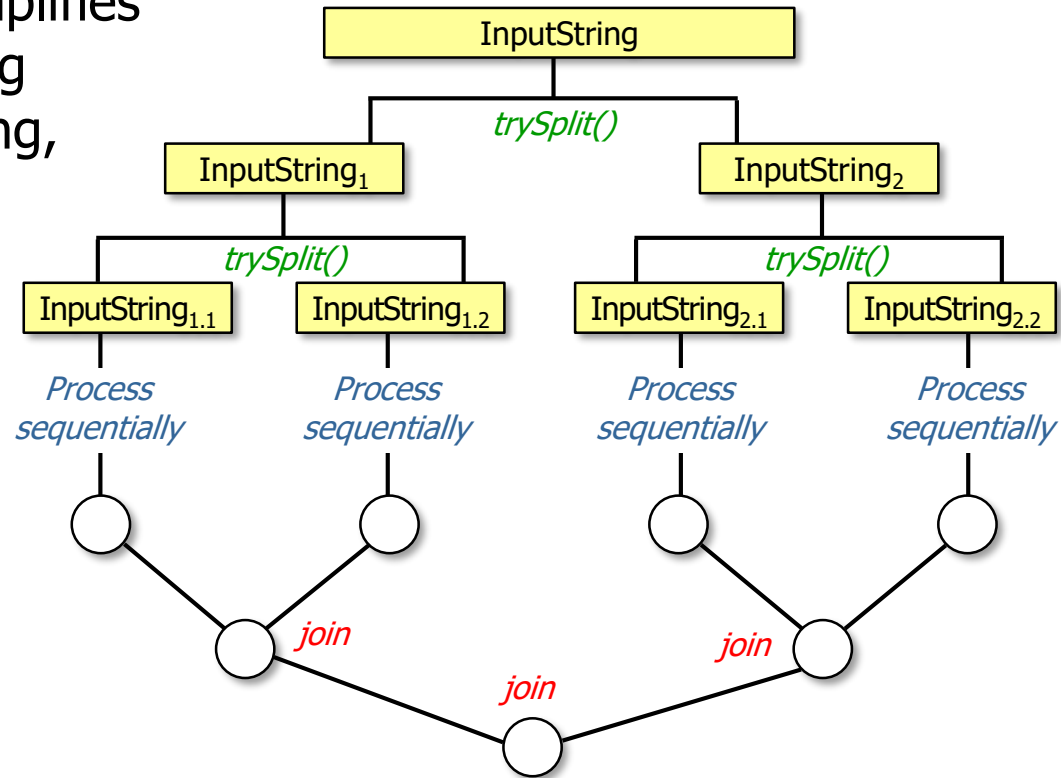 InputString
trySplit()
InputString₁
InputString₂
trySplit()
trySplit()
InputString₁.₁
InputString₁.₂
InputString₂.₁
InputString₂.₂
Process
sequentially
Process
sequentially
Process
sequentially
Process
sequentially
join
join
join